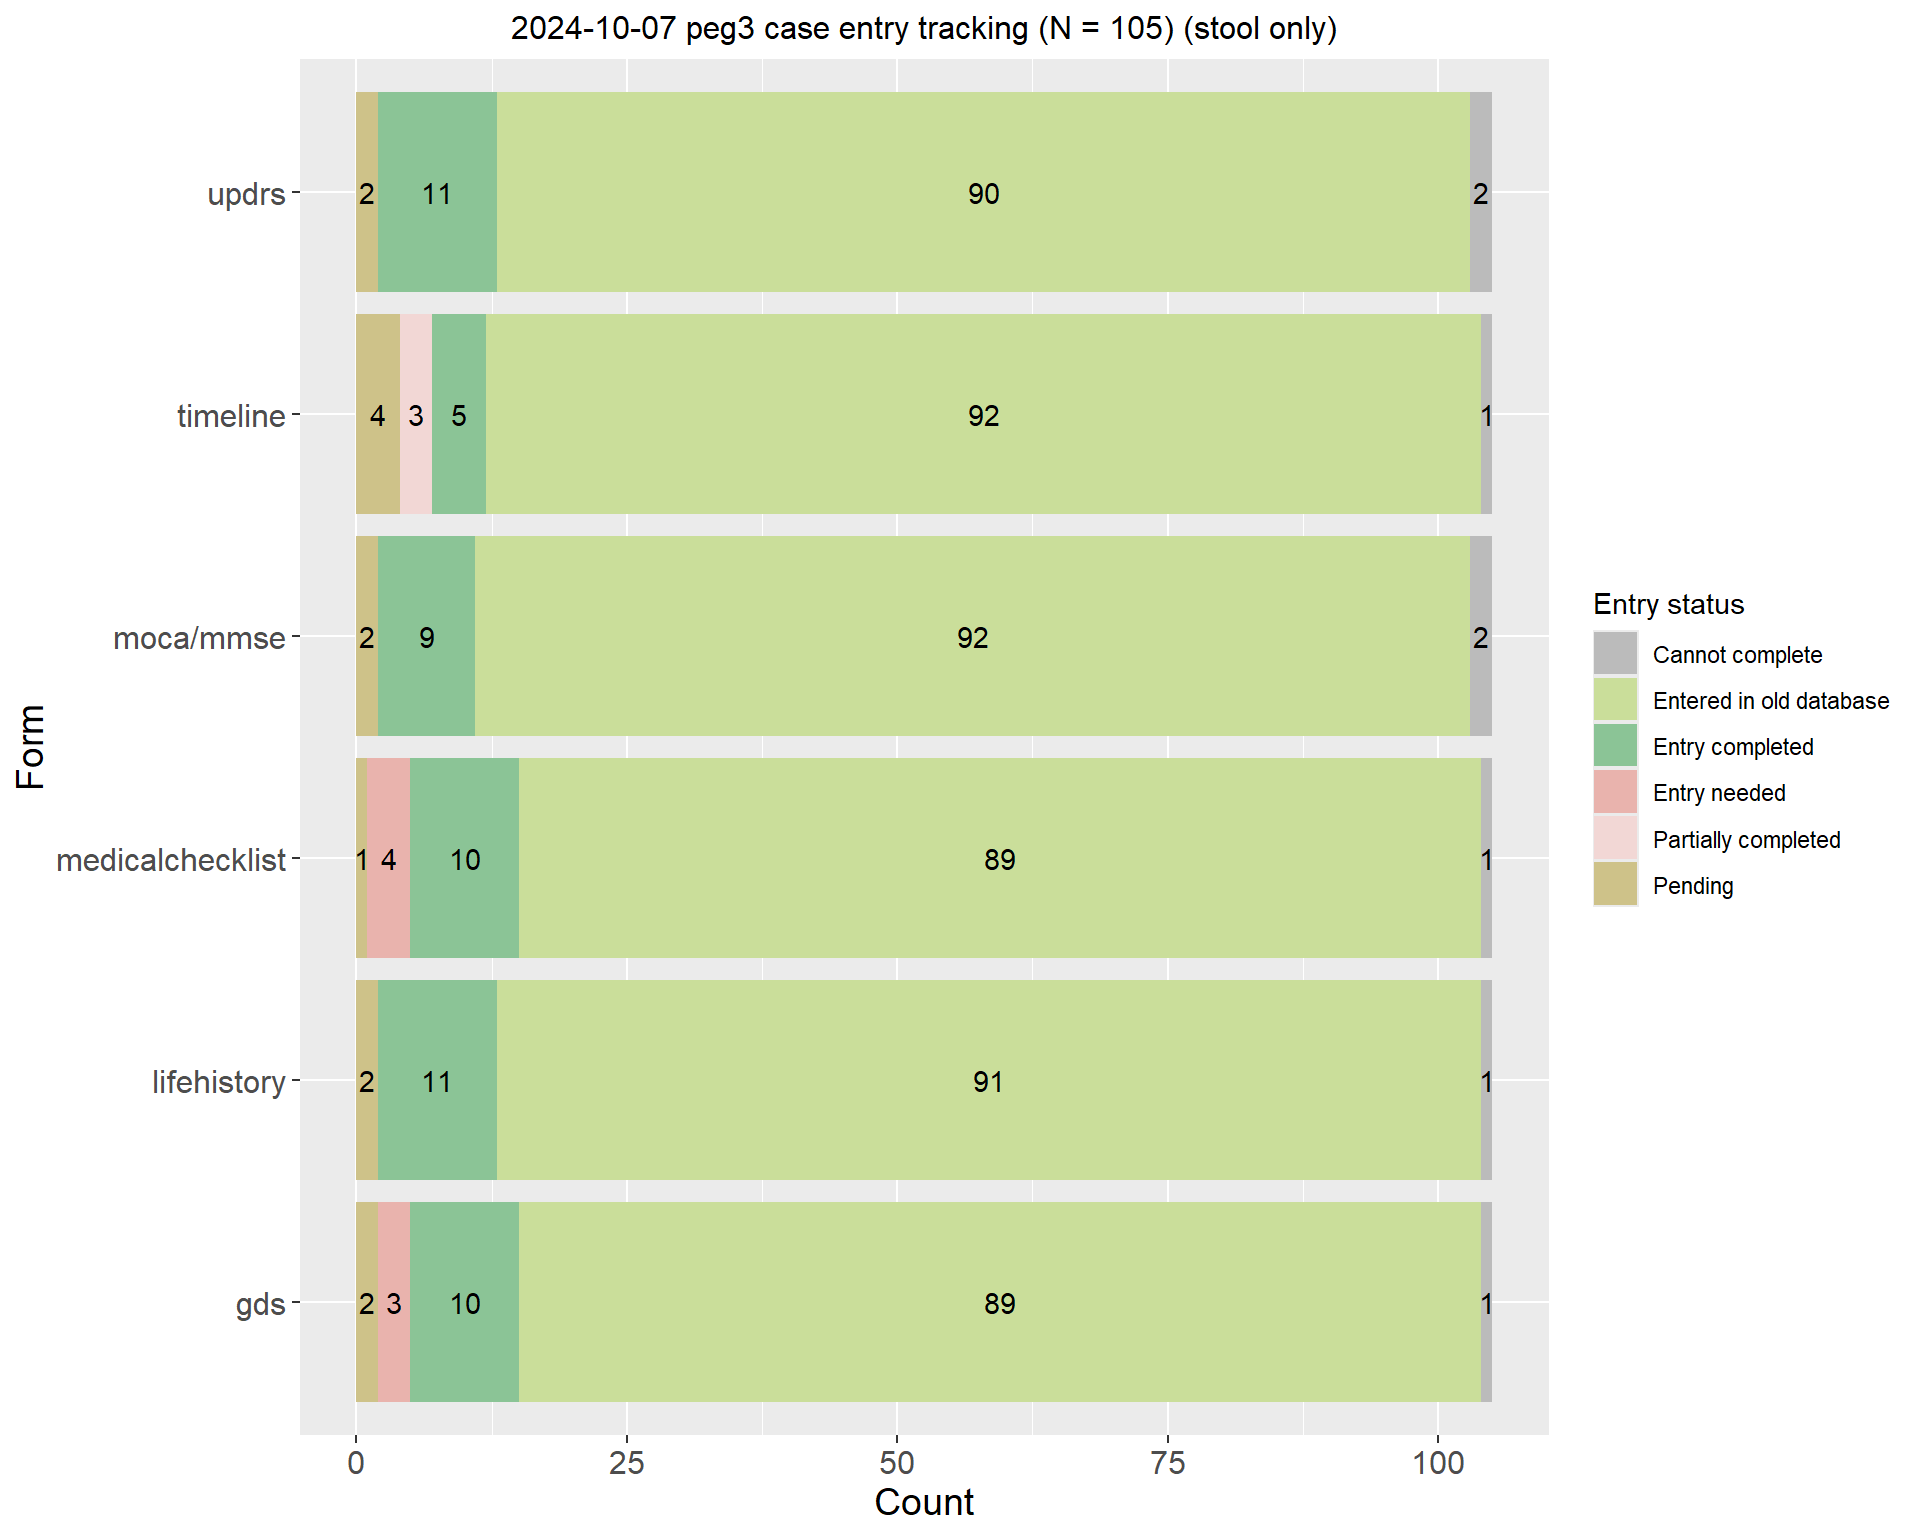 2024-10-07 peg3 case entry tracking (N = 105) (stool only)
updrs 2 11 90 2
timeline 4 3 5 92 1
moca/mmse 2 9 92 2
medicalchecklist 1 4 10 89 1
lifehistory 2 11 91 1
gds 2 3 10 89 1
Form
0 25 50 75 100
Count
Entry status
Cannot complete
Entered in old database
Entry completed
Entry needed
Partially completed
Pending